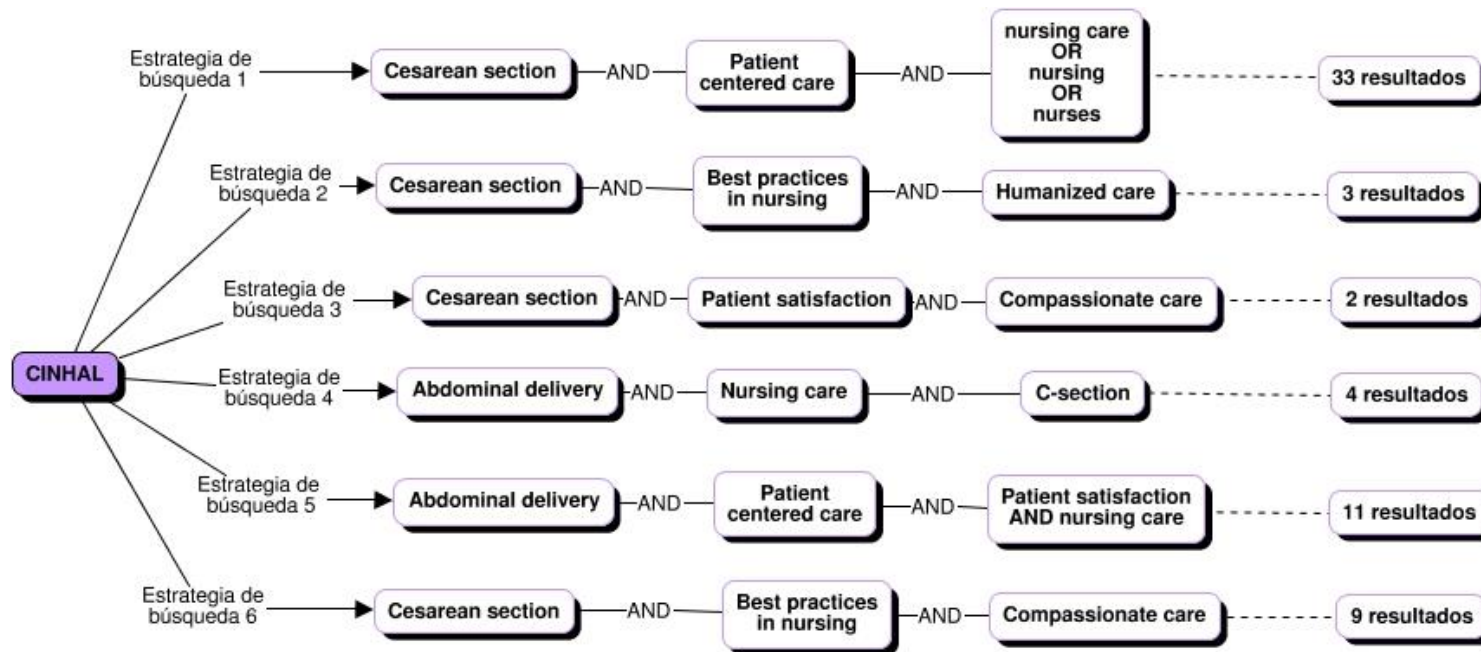 Estrategia de
búsqueda 1
Cesarean section
AND
Patient
centered care
AND
nursing care
OR
nursing
OR
nurses
33 resultados
Estrategia de
búsqueda 2
Cesarean section
AND
Best practices
in nursing
AND
Humanized care
3 resultados
Estrategia de
búsqueda 3
Cesarean section
AND
Patient satisfaction
AND
Compassionate care
2 resultados
CINHAL
Estrategia de
búsqueda 4
Abdominal delivery
AND
Nursing care
AND
C-section
4 resultados
Estrategia de
búsqueda 5
Abdominal delivery
AND
Patient
centered care
AND
Patient satisfaction
AND nursing care
11 resultados
Estrategia de
búsqueda 6
Cesarean section
AND
Best practices
in nursing
AND
Compassionate care
9 resultados